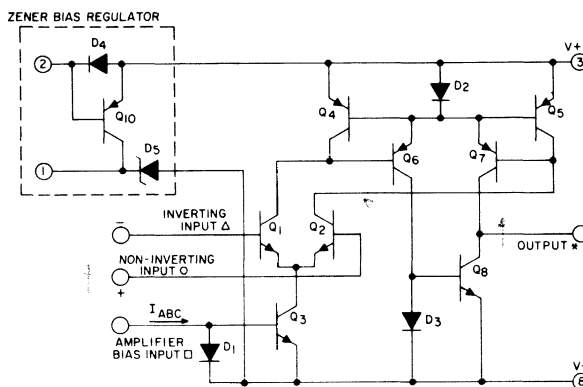 ZENER BIAS REGULATOR
D4
2
Q10
D5
1
V+
3
D2
Q4
Q5
Q6
Q7
−
INVERTING
INPUT △
Q1
Q2
NON-INVERTING
INPUT O
+
OUTPUT *
Q8
IABC
Q3
AMPLIFIER
BIAS INPUT □
D1
D3
V-